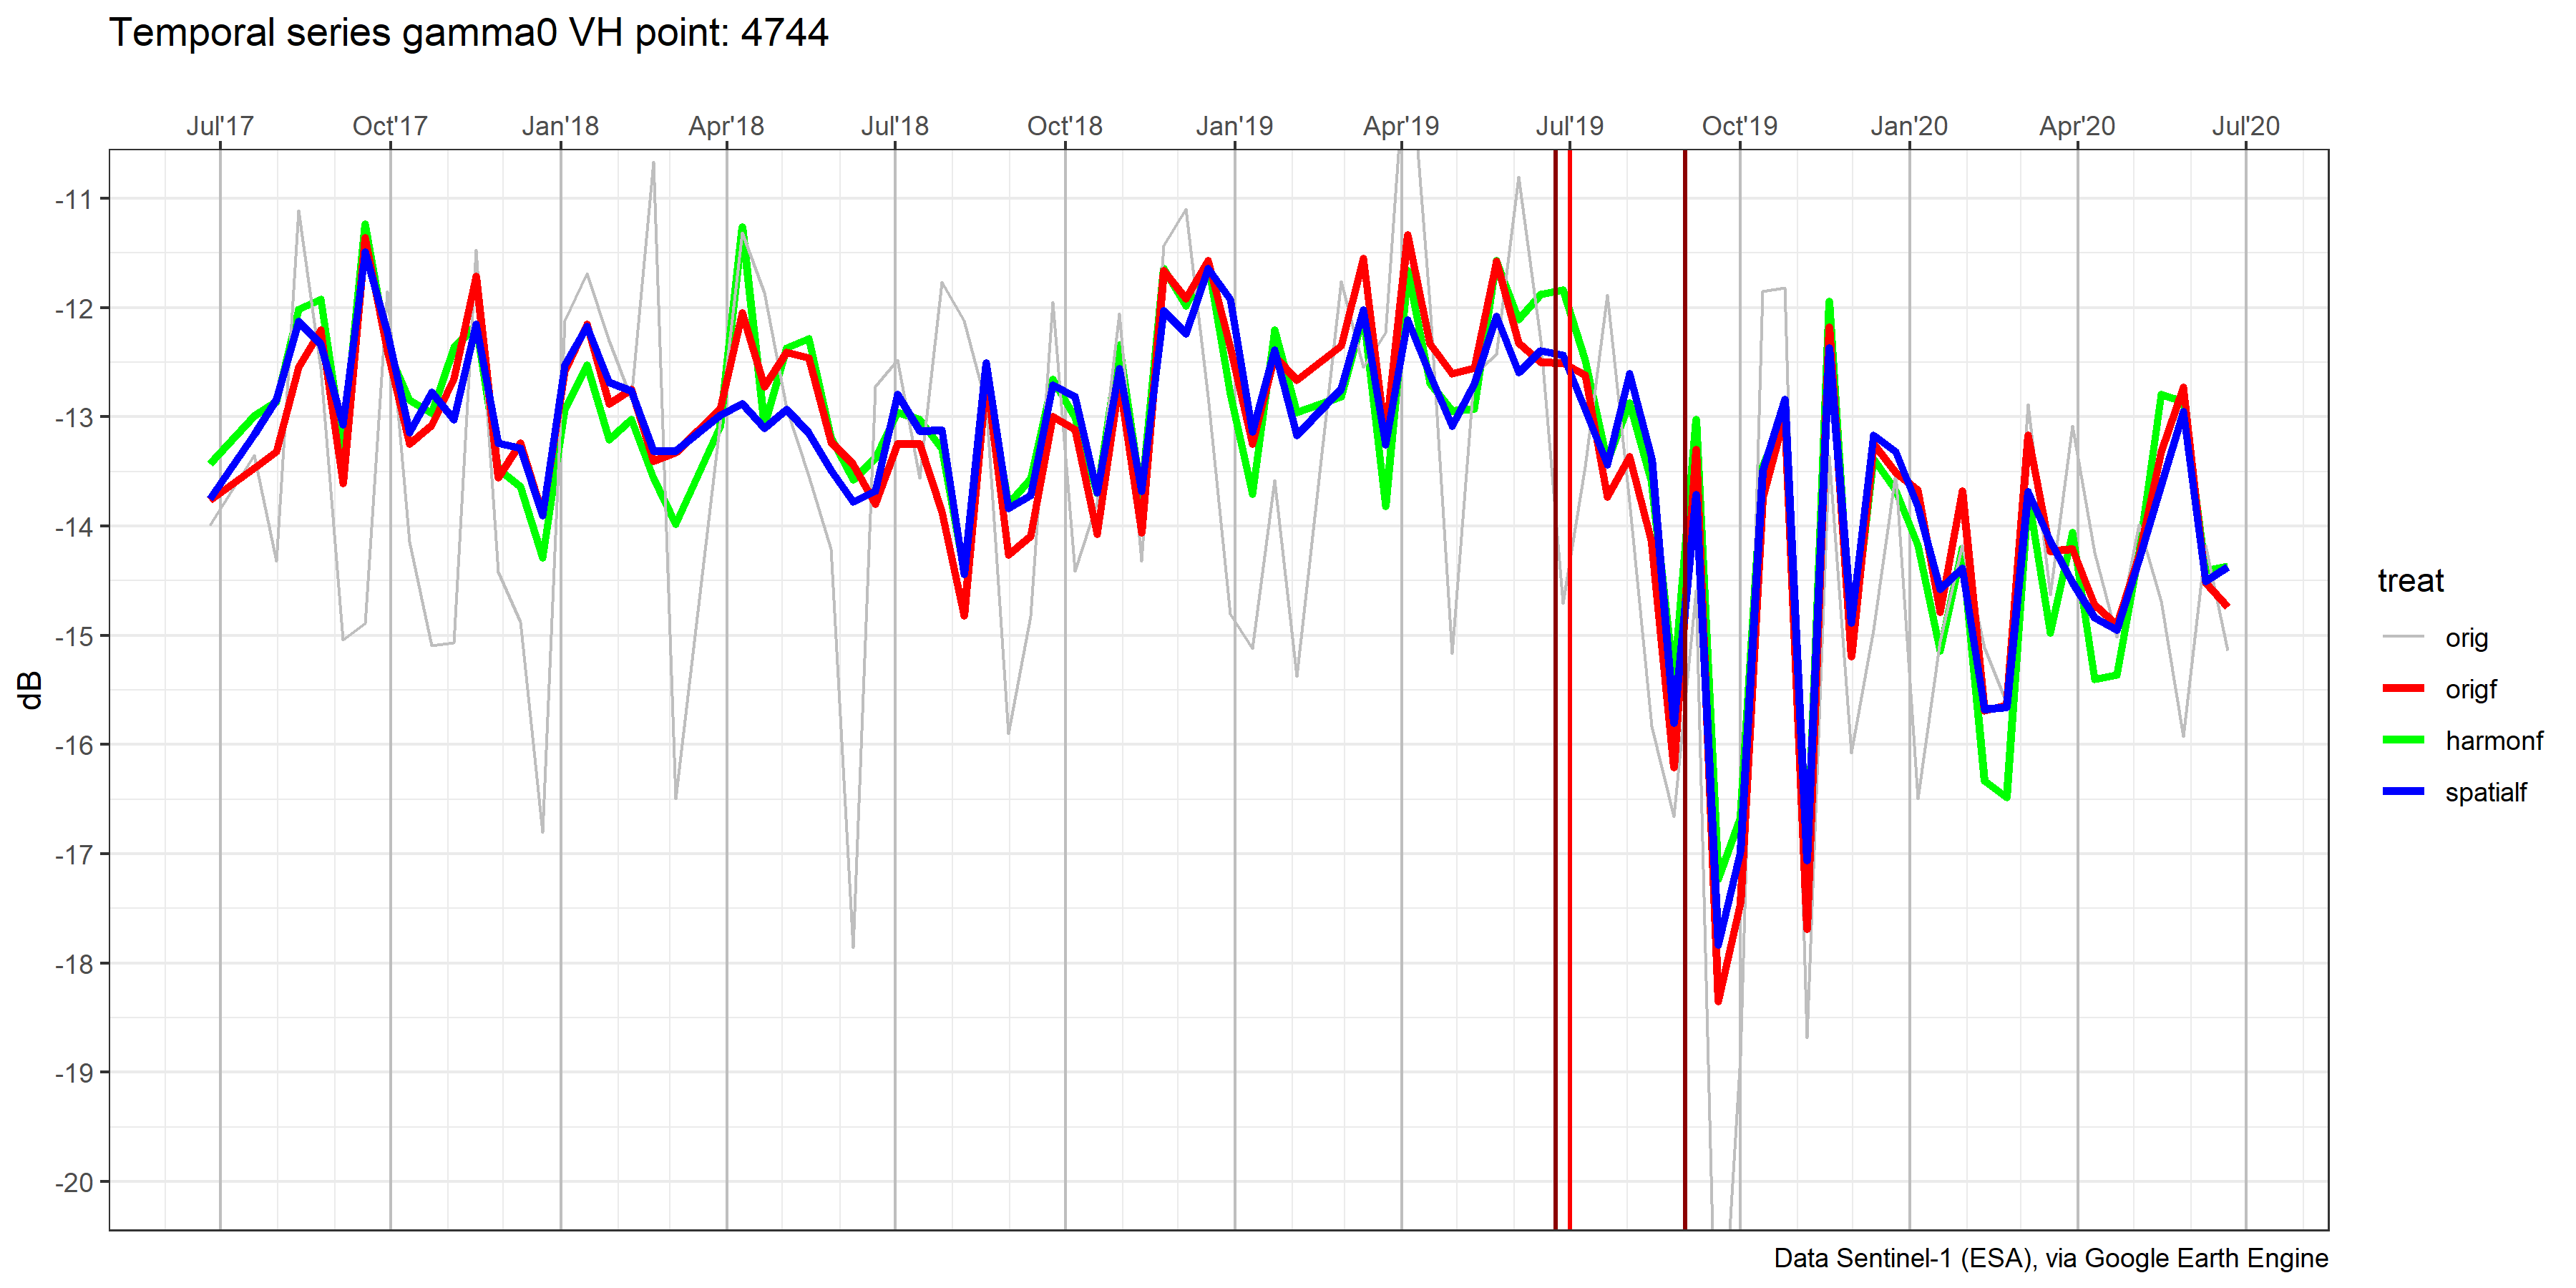 Temporal series gamma0 VH point: 4744
Jul'17 Oct'17 Jan'18 Apr'18 Jul'18 Oct'18 Jan'19 Apr'19 Jul'19 Oct'19 Jan'20 Apr'20 Jul'20
-11
-12
-13
-14
-15
-16
-17
-18
-19
-20
dB
treat
orig
origf
harmonf
spatialf
Data Sentinel-1 (ESA), via Google Earth Engine